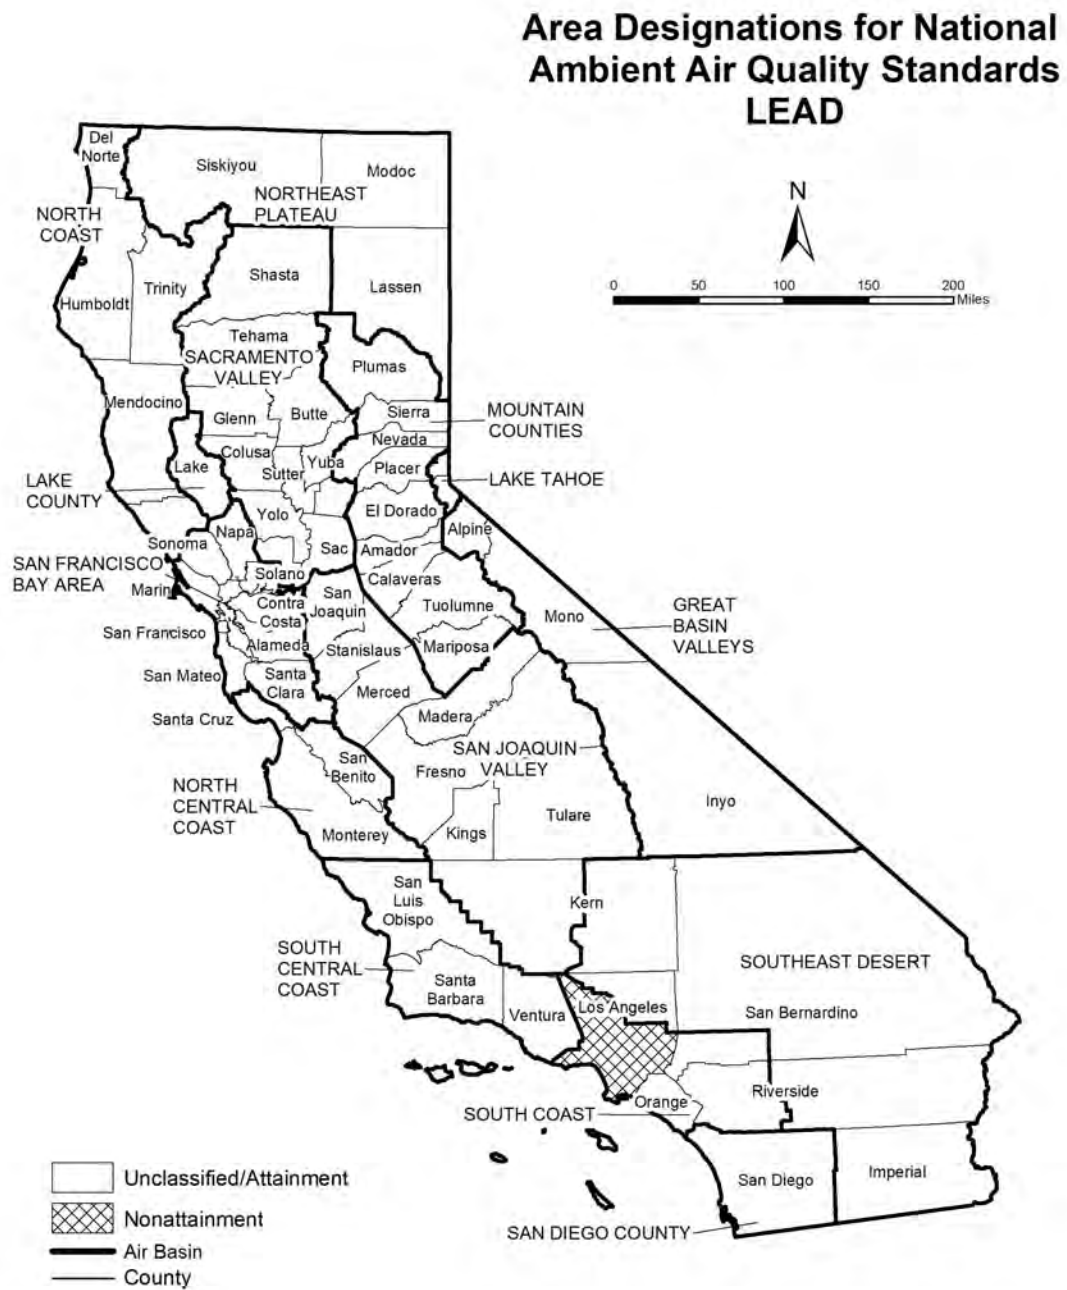 Area Designations for National
Ambient Air Quality Standards
LEAD
N
0 50 100 150 200
Miles
Del
Norte
Siskiyou
Modoc
NORTHEAST
PLATEAU
NORTH
COAST
Shasta
Trinity
Lassen
Humboldt
Tehama
SACRAMENTO
VALLEY
Plumas
Mendocino
Glenn
Butte
Sierra
MOUNTAIN
COUNTIES
Nevada
Colusa
Yuba
Sutter
Lake
Placer
LAKE TAHOE
LAKE
COUNTY
El Dorado
Yolo
Napa
Alpine
Sonoma
Sac
Amador
SAN FRANCISCO
BAY AREA
Solano
Calaveras
Marin
San
Joaquin
Contra
Costa
Tuolumne
Mono
GREAT
BASIN
VALLEYS
San Francisco
Alameda
Stanislaus
Mariposa
San Mateo
Santa
Clara
Merced
Santa Cruz
Madera
SAN JOAQUIN
VALLEY
San
Benito
Fresno
NORTH
CENTRAL
COAST
Inyo
Tulare
Monterey
Kings
San
Luis
Obispo
Kern
SOUTH
CENTRAL
COAST
SOUTHEAST DESERT
Santa
Barbara
Ventura
Los Angeles
San Bernardino
Riverside
Orange
SOUTH COAST
San Diego
Imperial
SAN DIEGO COUNTY
Unclassified/Attainment
Nonattainment
Air Basin
County